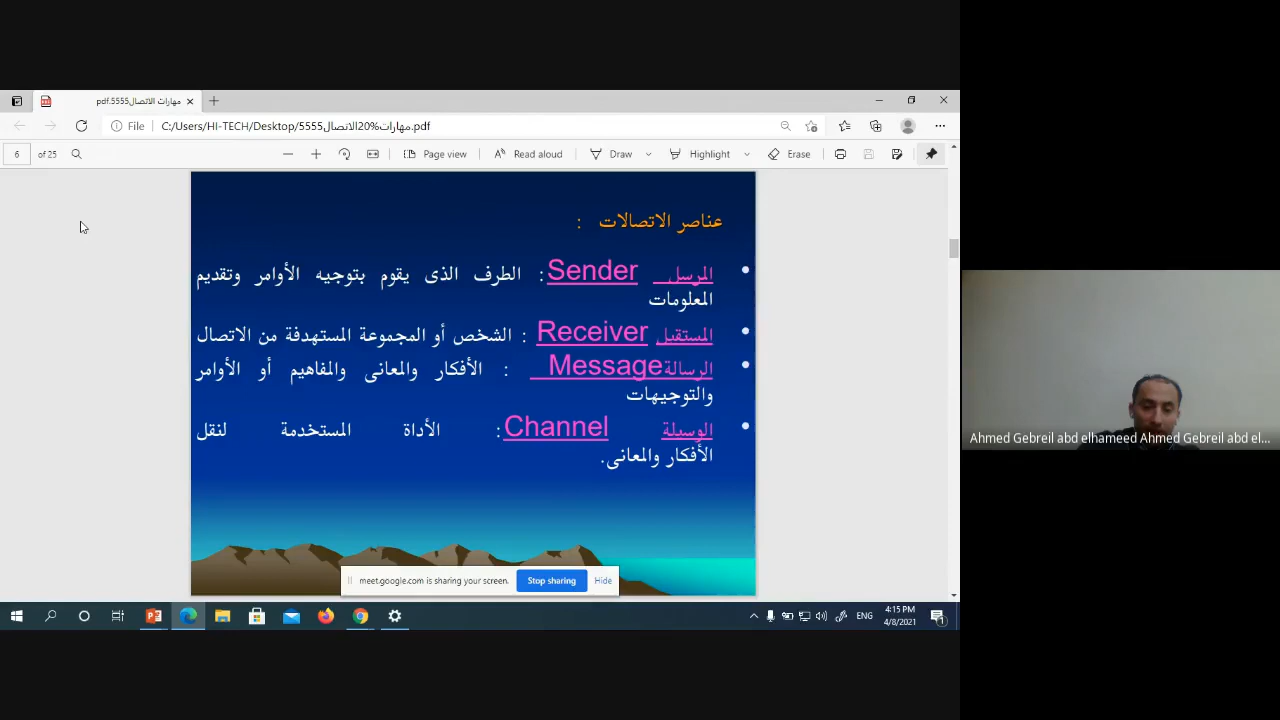 مهارات الاتصال5555.pdf
File
C:/Users/HI-TECH/Desktop/مهارات%20الاتصال5555.pdf
6 of 25
Page view
Read aloud
Draw
Highlight
Erase
عناصر الاتصالات :
المرسل Sender : الطرف الذى يقوم بتوجيه الأوامر وتقديم
المعلومات
المستقبل Receiver : الشخص أو المجموعة المستهدفة من الاتصال
الرسالة Message : الأفكار والمعانى والمفاهيم أو الأوامر
والتوجيهات
الوسيلة Channel : الأداة المستخدمة لنقل
الأفكار والمعانى.
Ahmed Gebreil abd elhameed Ahmed Gebreil abd el...
meet.google.com is sharing your screen.
Stop sharing
Hide
ENG
4:15 PM
4/8/2021
1